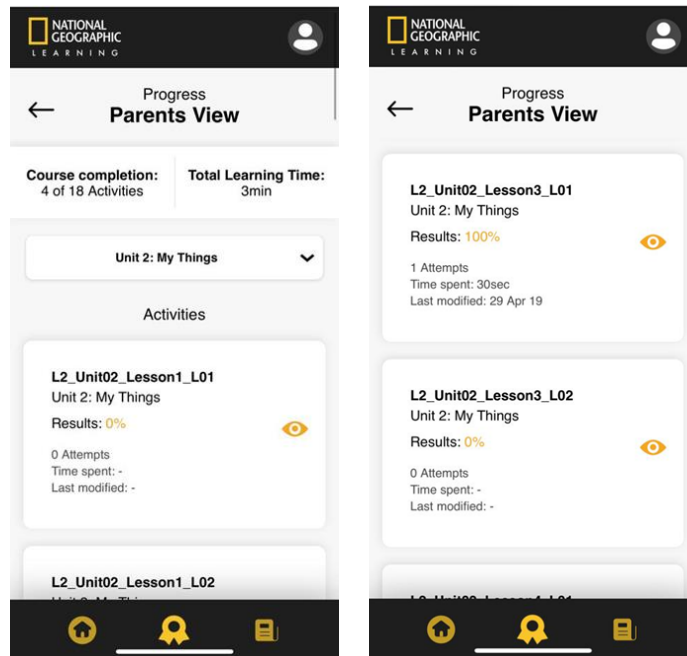 NATIONAL
GEOGRAPHIC
LEARNING
Progress
Parents View
Course completion:
4 of 18 Activities
Total Learning Time:
3min
Unit 2: My Things
Activities
L2_Unit02_Lesson1_L01
Unit 2: My Things
Results: 0%
0 Attempts
Time spent: -
Last modified: -
L2_Unit02_Lesson1_L02
NATIONAL
GEOGRAPHIC
LEARNING
Progress
Parents View
L2_Unit02_Lesson3_L01
Unit 2: My Things
Results: 100%
1 Attempts
Time spent: 30sec
Last modified: 29 Apr 19
L2_Unit02_Lesson3_L02
Unit 2: My Things
Results: 0%
0 Attempts
Time spent: -
Last modified: -